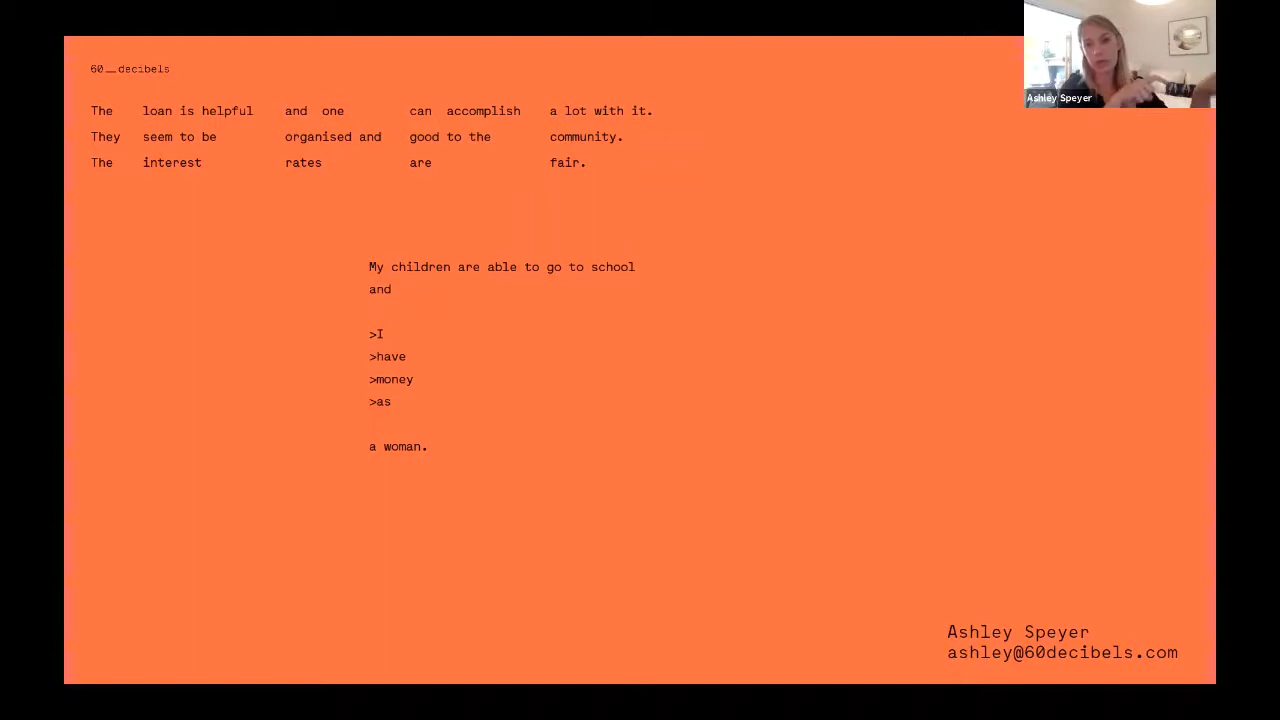 60__decibels
Ashley Speyer
The loan is helpful and one can accomplish a lot with it.
They seem to be organised and good to the community.
The interest rates are fair.
My children are able to go to school
and
>I
>have
>money
>as
a woman.
Ashley Speyer
ashley@60decibels.com